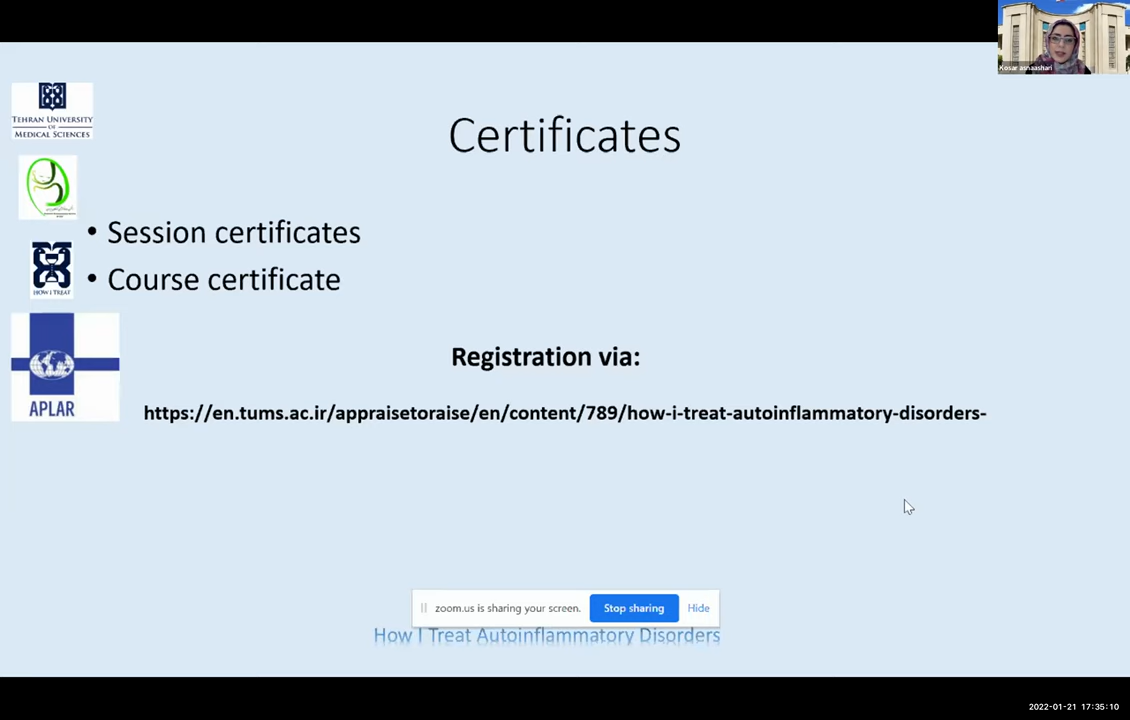 Kosar asnaashari
TEHRAN UNIVERSITY
OF
MEDICAL SCIENCES
Certificates
• Session certificates
• Course certificate
HOW I TREAT
APLAR
Registration via:
https://en.tums.ac.ir/appraisetoraise/en/content/789/how-i-treat-autoinflammatory-disorders-
zoom.us is sharing your screen.
Stop sharing
Hide
How I Treat Autoinflammatory Disorders
2022-01-21 17:35:10